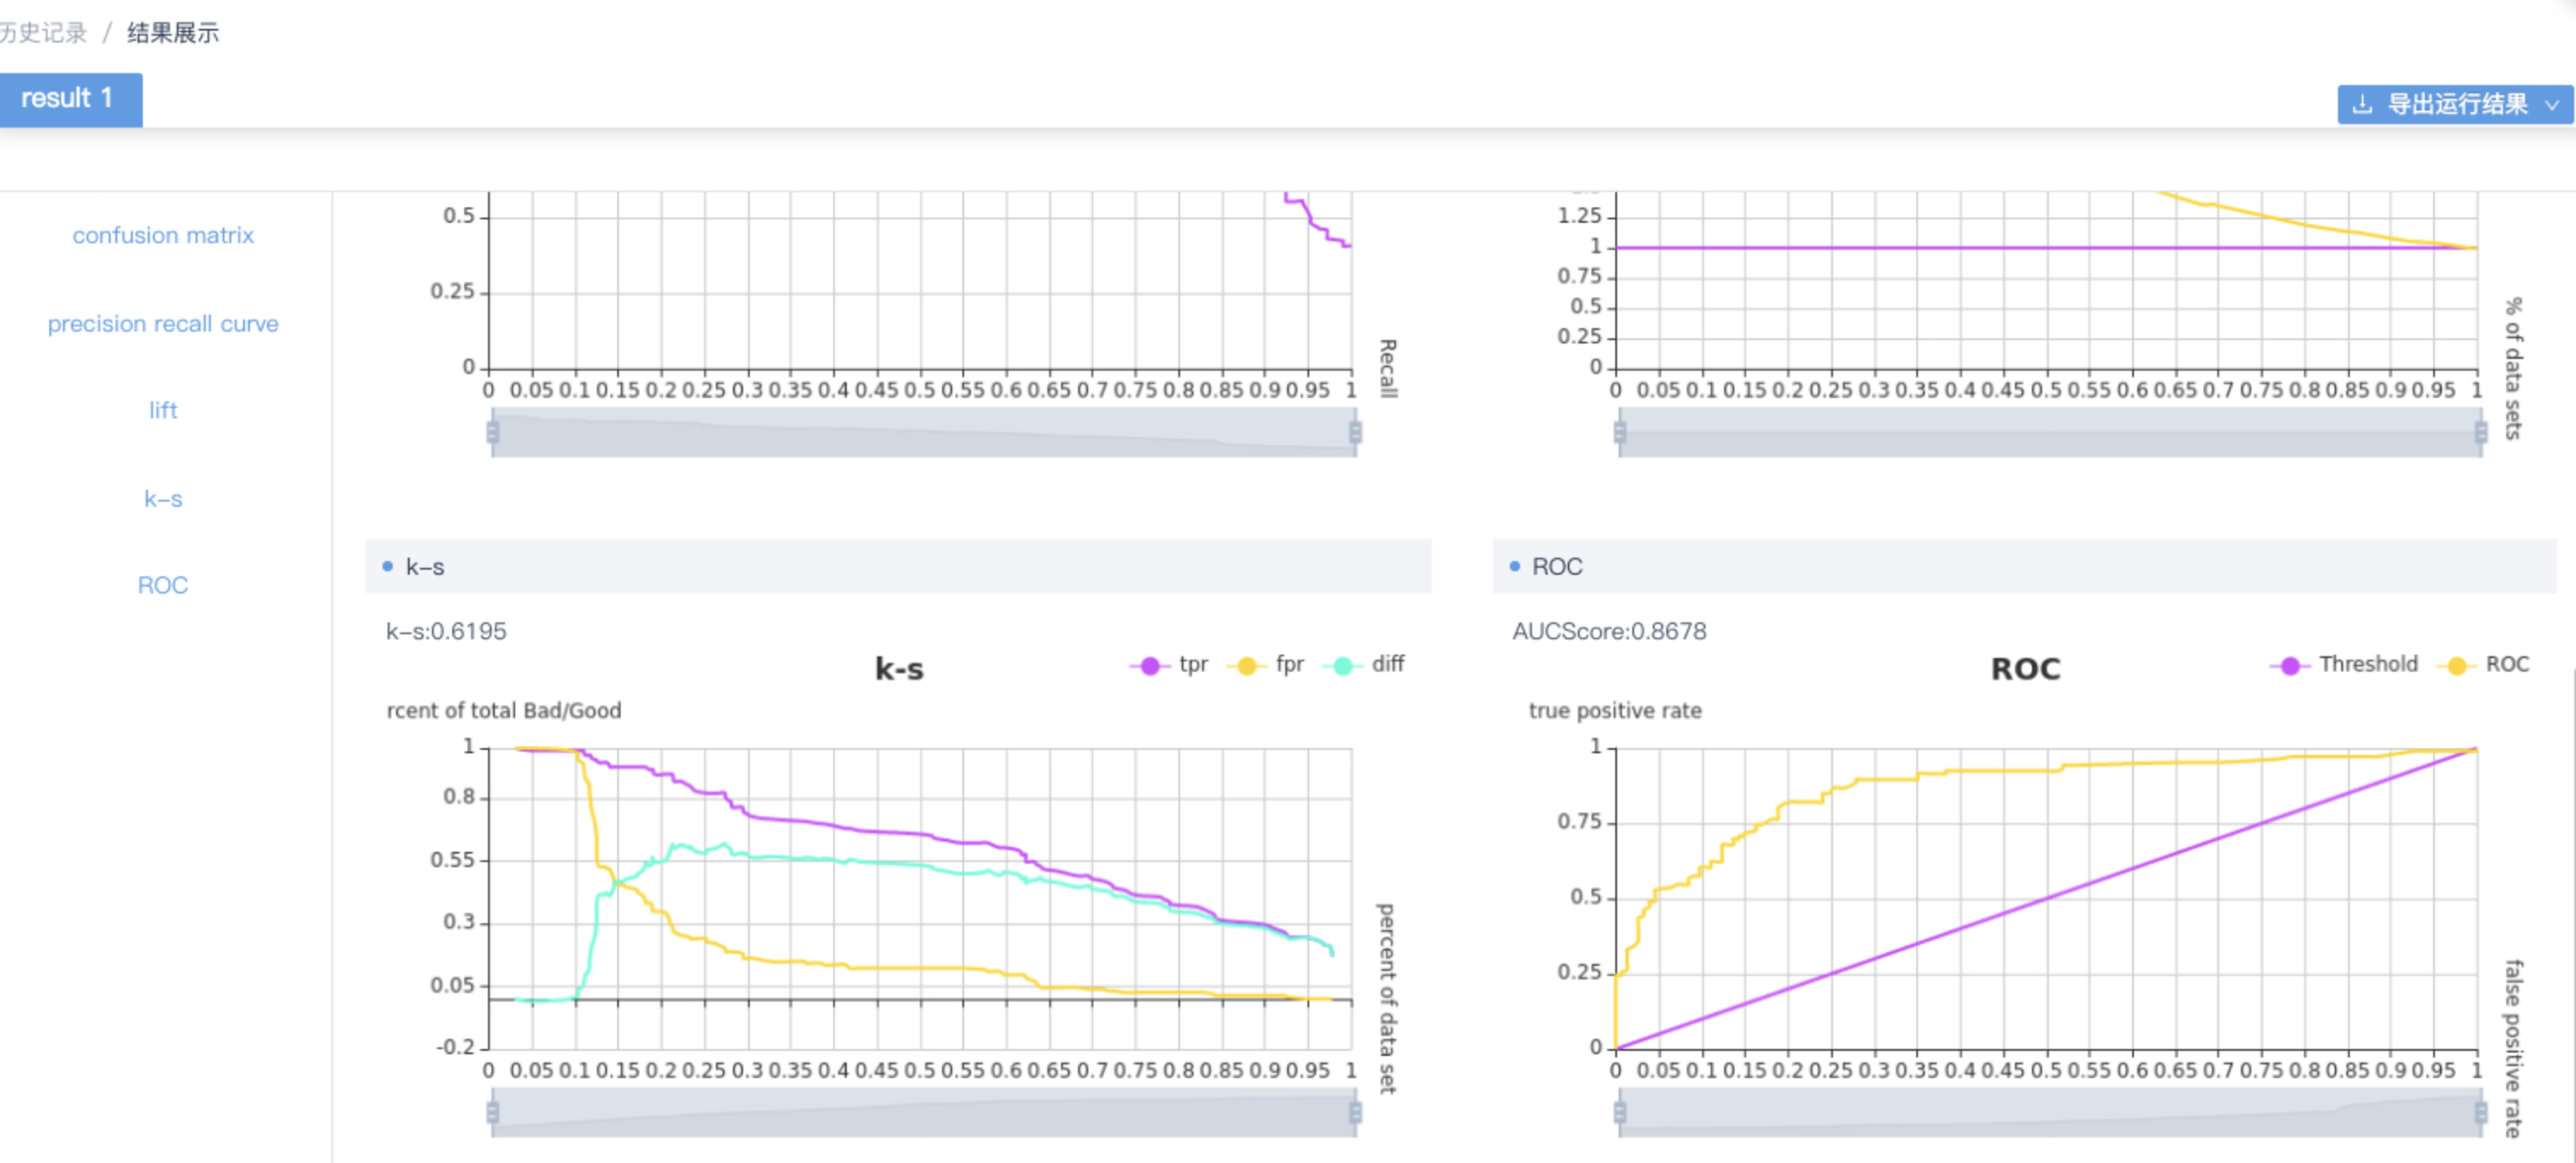 历史记录 / 结果展示
result 1
导出运行结果
confusion matrix
precision recall curve
lift
k-s
ROC
0.5
0.25
0
0 0.05 0.1 0.15 0.2 0.25 0.3 0.35 0.4 0.45 0.5 0.55 0.6 0.65 0.7 0.75 0.8 0.85 0.9 0.95 1
Recall
1.25
1
0.75
0.5
0.25
0
0 0.05 0.1 0.15 0.2 0.25 0.3 0.35 0.4 0.45 0.5 0.55 0.6 0.65 0.7 0.75 0.8 0.85 0.9 0.95 1
% of data sets
k-s
k-s:0.6195
k-s
tpr fpr diff
rcent of total Bad/Good
1
0.8
0.55
0.3
0.05
-0.2
0 0.05 0.1 0.15 0.2 0.25 0.3 0.35 0.4 0.45 0.5 0.55 0.6 0.65 0.7 0.75 0.8 0.85 0.9 0.95 1
percent of data set
ROC
AUCScore:0.8678
ROC
Threshold ROC
true positive rate
1
0.75
0.5
0.25
0
0 0.05 0.1 0.15 0.2 0.25 0.3 0.35 0.4 0.45 0.5 0.55 0.6 0.65 0.7 0.75 0.8 0.85 0.9 0.95 1
false positive rate